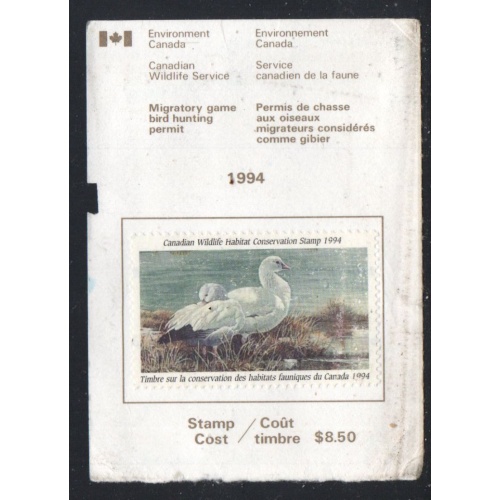 Environment
Canada
Environnement
Canada
Canadian
Wildlife Service
Service
canadien de la faune
Migratory game
bird hunting
permit
Permis de chasse
aux oiseaux
migrateurs considérés
comme gibier
1994
Canadian Wildlife Habitat Conservation Stamp 1994
Timbre sur la conservation des habitats fauniques du Canada 1994
Stamp / Coût
Cost / timbre $8.50